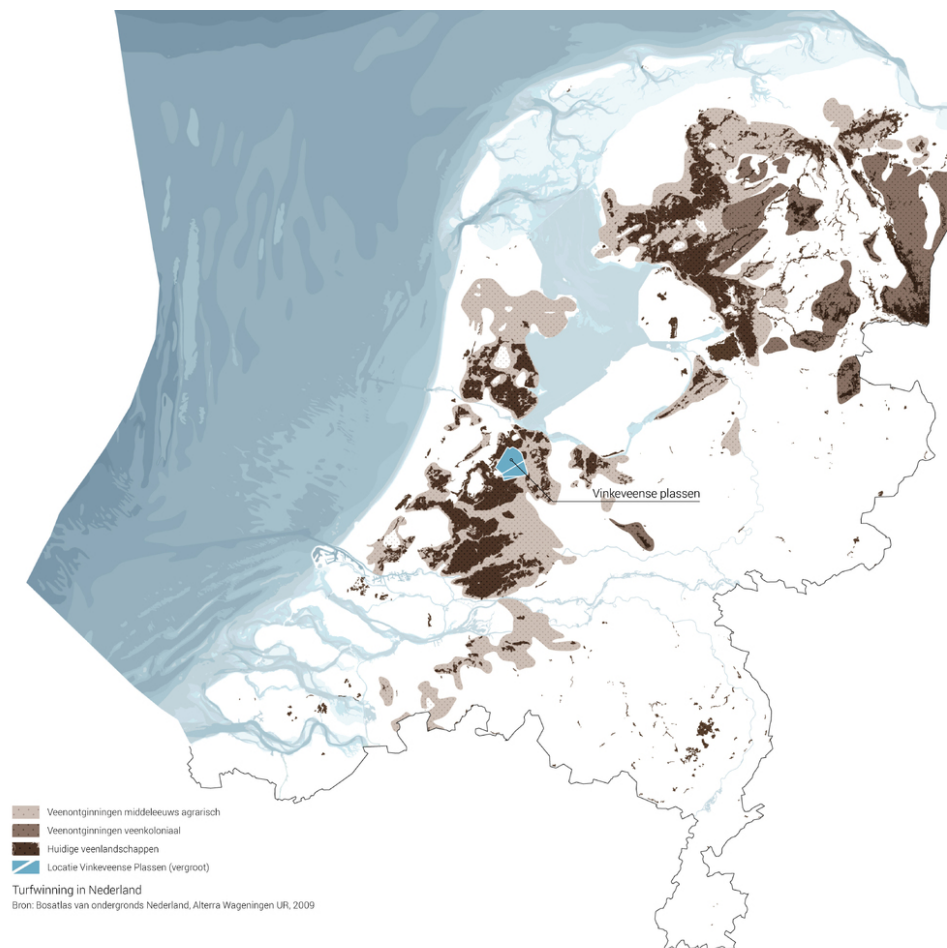 Vinkeveense plassen
Veenontginningen middeleeuws agrarisch
Veenontginningen veenkoloniaal
Huidige veenlandschappen
Locatie Vinkeveense Plassen (vergroot)
Turfwinning in Nederland
Bron: Bosatlas van ondergronds Nederland, Alterra Wageningen UR, 2009